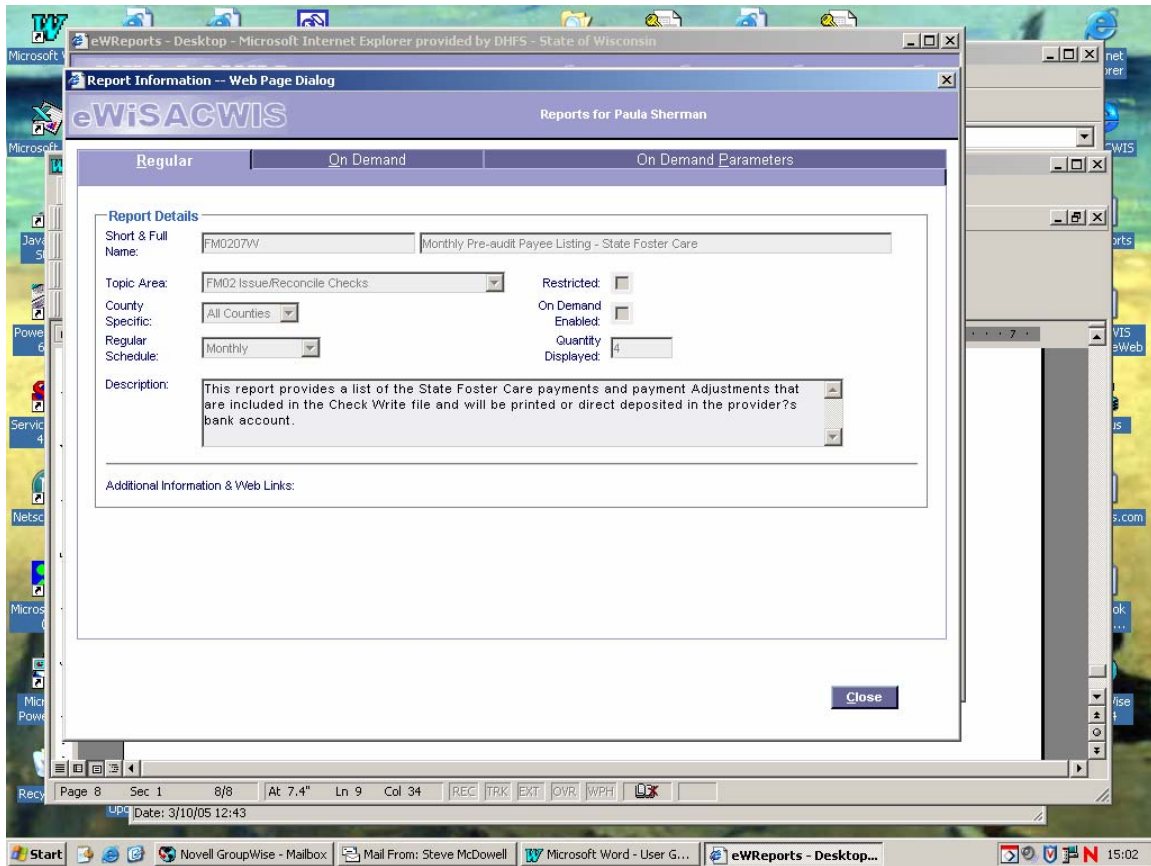 eWReports - Desktop - Microsoft Internet Explorer provided by DHFS - State of Wisconsin
Report Information -- Web Page Dialog
eWiSACWIS
Reports for Paula Sherman
Regular
On Demand
On Demand Parameters
Report Details
Short & Full Name:
FM0207W
Monthly Pre-audit Payee Listing - State Foster Care
Topic Area:
FM02 Issue/Reconcile Checks
Restricted:
County Specific:
All Counties
On Demand Enabled:
Regular Schedule:
Monthly
Quantity Displayed:
4
Description:
This report provides a list of the State Foster Care payments and payment Adjustments that
are included in the Check Write file and will be printed or direct deposited in the provider?s
bank account.
Additional Information & Web Links:
Close
7
Page 8 Sec 1 8/8 At 7.4" Ln 9 Col 34 REC TRK EXT OVR WPH
Date: 3/10/05 12:43
Start
Novell GroupWise - Mailbox
Mail From: Steve McDowell
Microsoft Word - User G...
eWReports - Desktop...
15:02